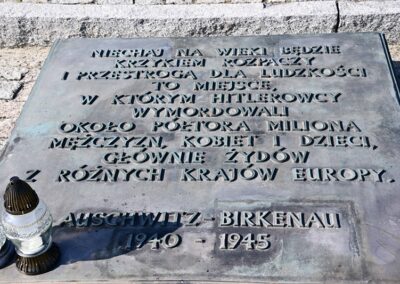 NIECHAJ NA WIEKI BĘDZIE
KRZYKIEM ROZPACZY
I PRZESTROGĄ DLA LUDZKOŚCI
TO MIEJSCE,
W KTÓRYM HITLEROWCY
WYMORDOWALI
OKOŁO PÓŁTORA MILIONA
MĘŻCZYZN, KOBIET I DZIECI,
GŁÓWNIE ŻYDÓW
Z RÓŻNYCH KRAJÓW EUROPY.
AUSCHWITZ - BIRKENAU
1940 - 1945